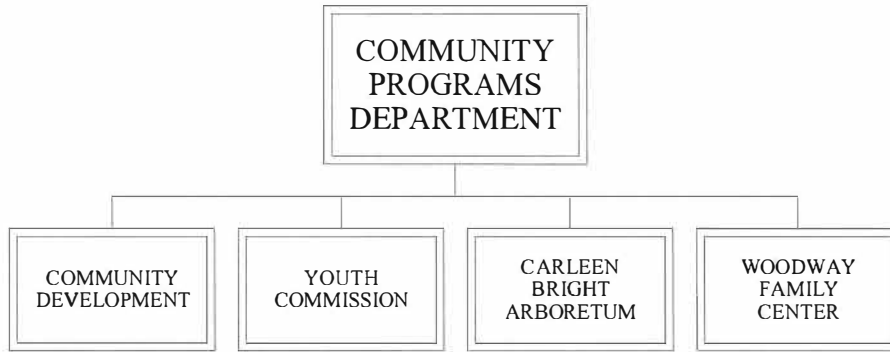 COMMUNITY
PROGRAMS
DEPARTMENT
COMMUNITY
DEVELOPMENT
YOUTH
COMMISSION
CARLEEN
BRIGHT
ARBORETUM
WOODWAY
FAMILY
CENTER